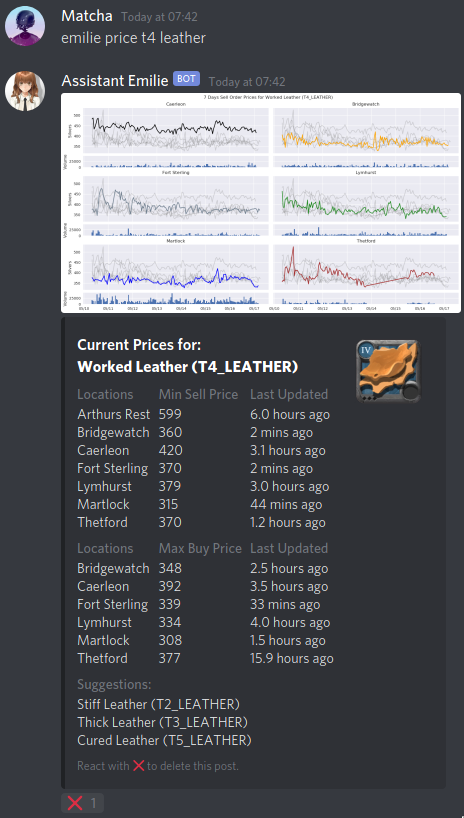 Matcha Today at 07:42
emilie price t4 leather
Assistant Emilie BOT Today at 07:42
7 Days Sell Order Prices for Worked Leather (T4_LEATHER)
Caerleon Bridgewatch
Fort Sterling Lymhurst
Martlock Thetford
Current Prices for:
Worked Leather (T4_LEATHER)
IV
Locations Min Sell Price Last Updated
Arthurs Rest 599 6.0 hours ago
Bridgewatch 360 2 mins ago
Caerleon 420 3.1 hours ago
Fort Sterling 370 2 mins ago
Lymhurst 379 3.0 hours ago
Martlock 315 44 mins ago
Thetford 370 1.2 hours ago
Locations Max Buy Price Last Updated
Bridgewatch 348 2.5 hours ago
Caerleon 392 3.5 hours ago
Fort Sterling 339 33 mins ago
Lymhurst 334 4.0 hours ago
Martlock 308 1.5 hours ago
Thetford 377 15.9 hours ago
Suggestions:
Stiff Leather (T2_LEATHER)
Thick Leather (T3_LEATHER)
Cured Leather (T5_LEATHER)
React with ❌ to delete this post.
❌ 1